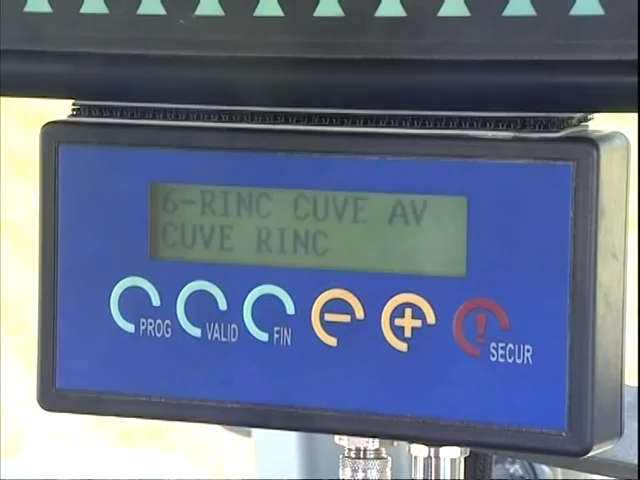 6-RINC CUVE AV
CUVE RINC
PROG VALID FIN - + ! SECUR